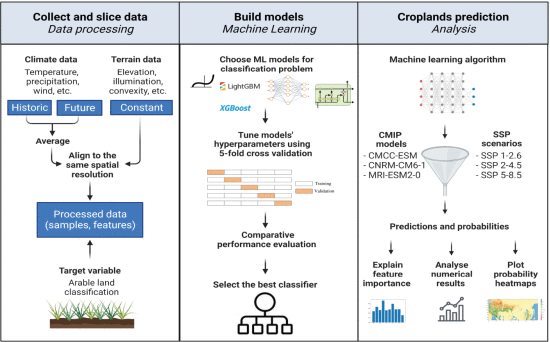 Collect and slice data
Data processing
Climate data
Temperature,
precipitation,
wind, etc.
Terrain data
Elevation,
illumination,
convexity, etc.
Historic
Future
Constant
Average
Align to the
same spatial
resolution
Processed data
(samples, features)
Target variable
Arable land
classification
Build models
Machine Learning
Choose ML models for
classification problem
LightGBM
XGBoost
Tune models'
hyperparameters using
5-fold cross validation
Training
Validation
Comparative
performance evaluation
Select the best classifier
Croplands prediction
Analysis
Machine learning algorithm
CMIP
models
CMCC-ESM
CNRM-CM6-1
MRI-ESM2-0
SSP
scenarios
SSP 1-2.6
SSP 2-4.5
SSP 5-8.5
Predictions and probabilities
Explain
feature
importance
Analyse
numerical
results
Plot
probability
heatmaps